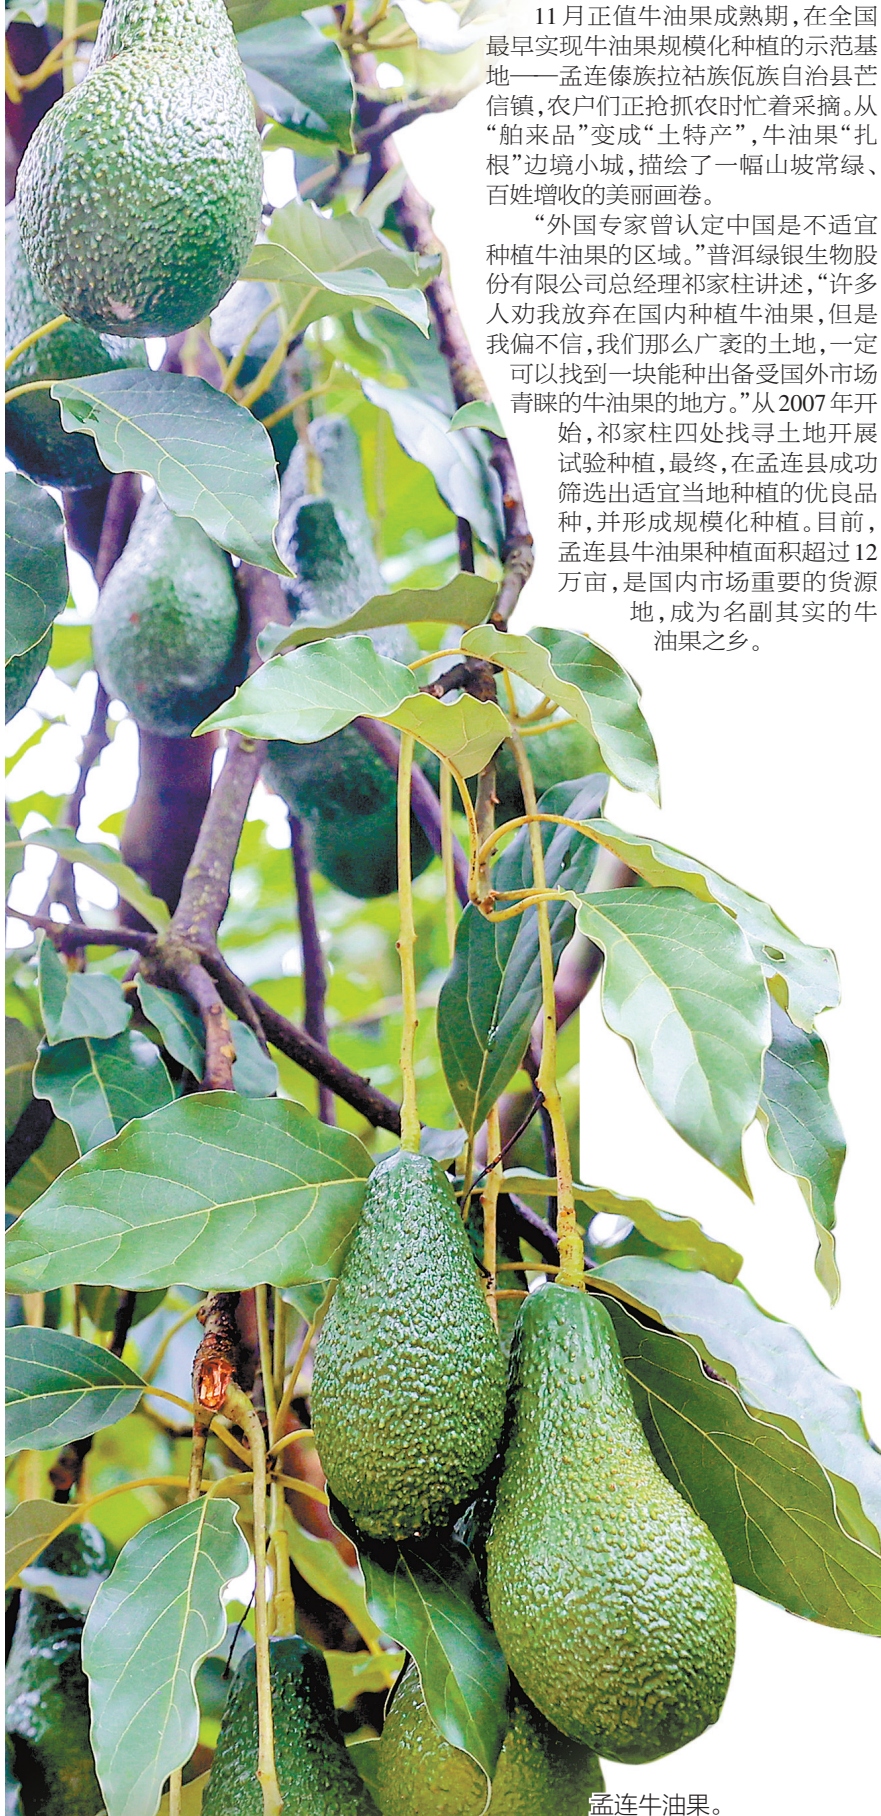 11月正值牛油果成熟期,在全国
最早实现牛油果规模化种植的示范基
地——孟连傣族拉祜族佤族自治县芒
信镇,农户们正抢抓农时忙着采摘。从
“舶来品”变成“土特产”,牛油果“扎
根”边境小城,描绘了一幅山坡常绿、
百姓增收的美丽画卷。
“外国专家曾认定中国是不适宜
种植牛油果的区域。”普洱绿银生物股
份有限公司总经理祁家柱讲述,“许多
人劝我放弃在国内种植牛油果,但是
我偏不信,我们那么广袤的土地,一定
可以找到一块能种出备受国外市场
青睐的牛油果的地方。”从2007年开
始,祁家柱四处找寻土地开展
试验种植,最终,在孟连县成功
筛选出适宜当地种植的优良品
种,并形成规模化种植。目前,
孟连县牛油果种植面积超过12
万亩,是国内市场重要的货源
地,成为名副其实的牛
油果之乡。
孟连牛油果。